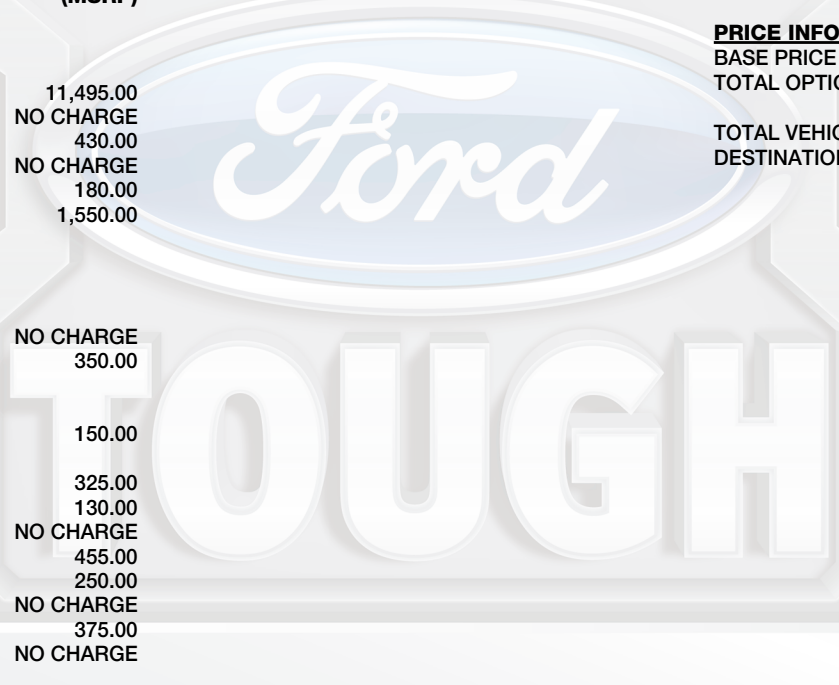 (MSRP)
11,495.00
NO CHARGE
430.00
NO CHARGE
180.00
1,550.00
NO CHARGE
350.00
150.00
325.00
130.00
NO CHARGE
455.00
250.00
NO CHARGE
375.00
NO CHARGE
PRICE INFO
BASE PRICE
TOTAL OPTIO
TOTAL VEHIC
DESTINATION
Ford
TOUGH